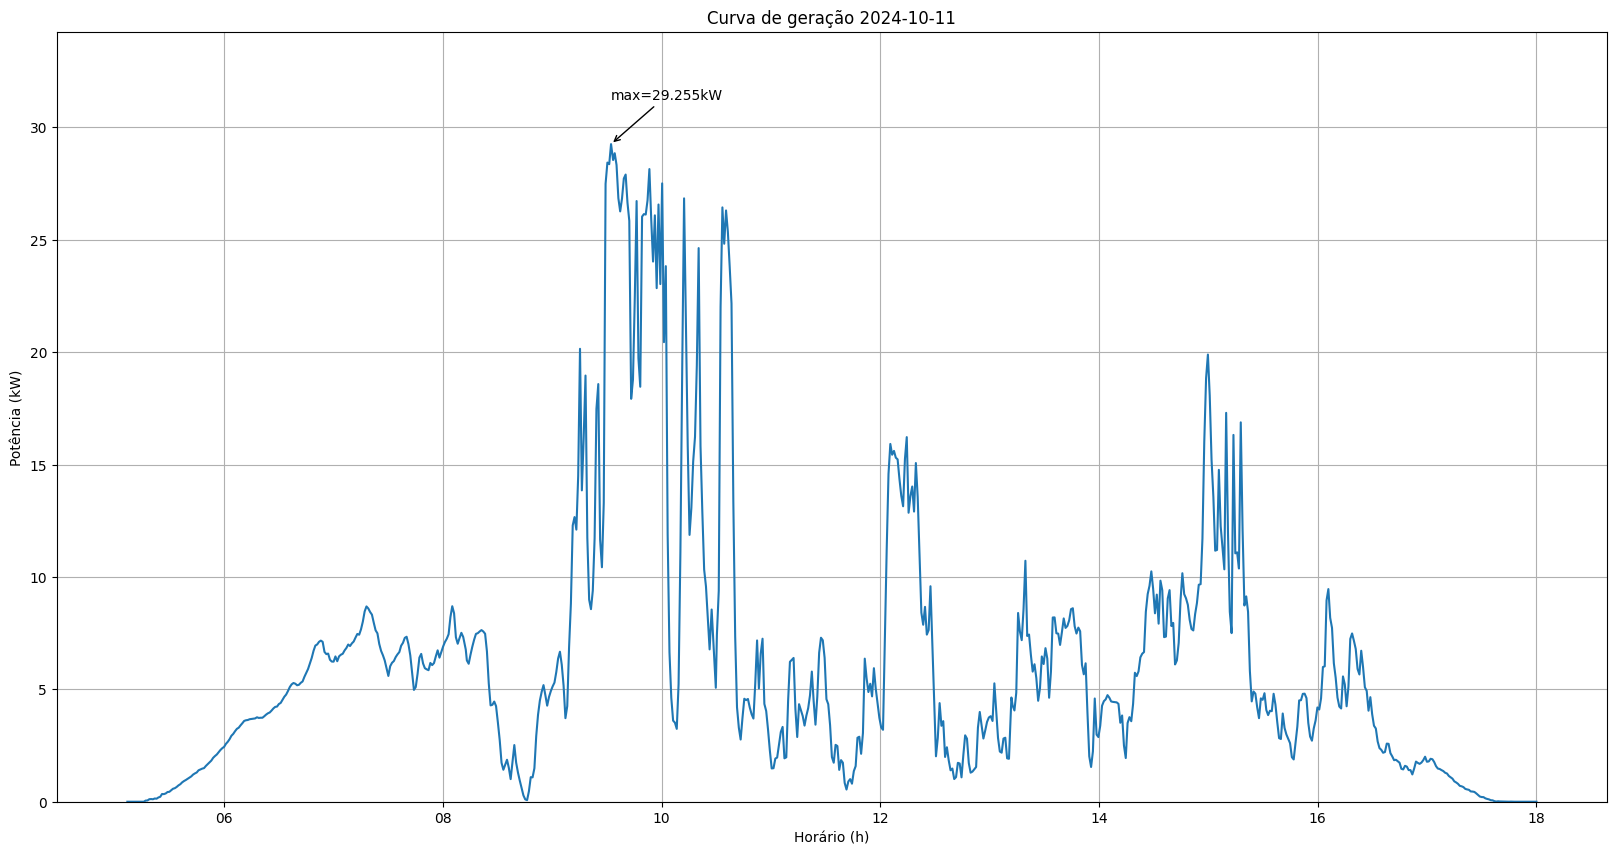 Curva de geração 2024-10-11
max=29.255kW
30
25
20
15
10
5
0
Potência (kW)
06 08 10 12 14 16 18
Horário (h)